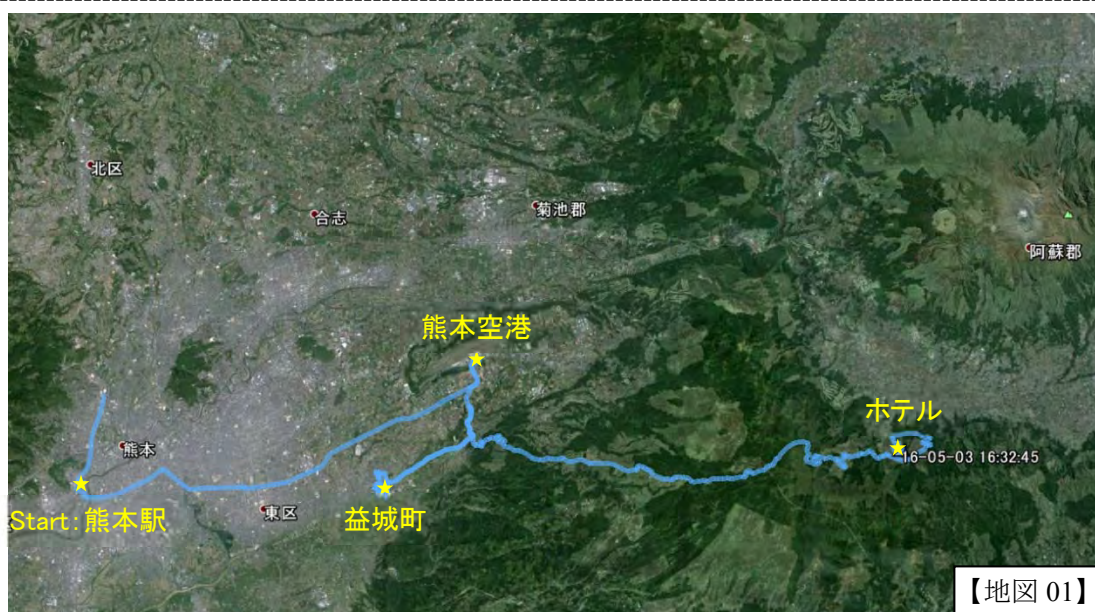 北区
合志
菊池郡
阿蘇郡
熊本空港
ホテル
熊本
16-05-03 16:32:45
Start:熊本駅
東区
益城町
【地図 01】